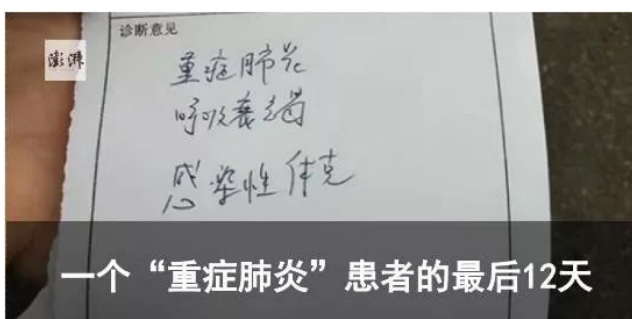 诊断意见
澎湃
重症肺炎
呼吸衰竭
感染性休克
一个“重症肺炎”患者的最后12天